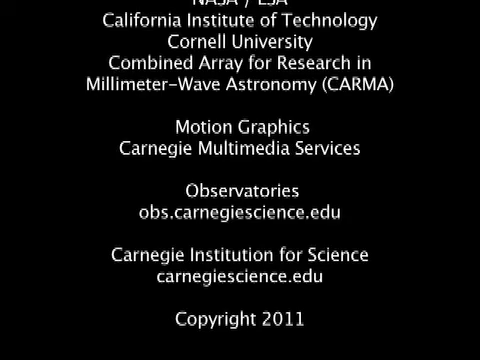 NASA / ESA
California Institute of Technology
Cornell University
Combined Array for Research in
Millimeter-Wave Astronomy (CARMA)
Motion Graphics
Carnegie Multimedia Services
Observatories
obs.carnegiescience.edu
Carnegie Institution for Science
carnegiescience.edu
Copyright 2011